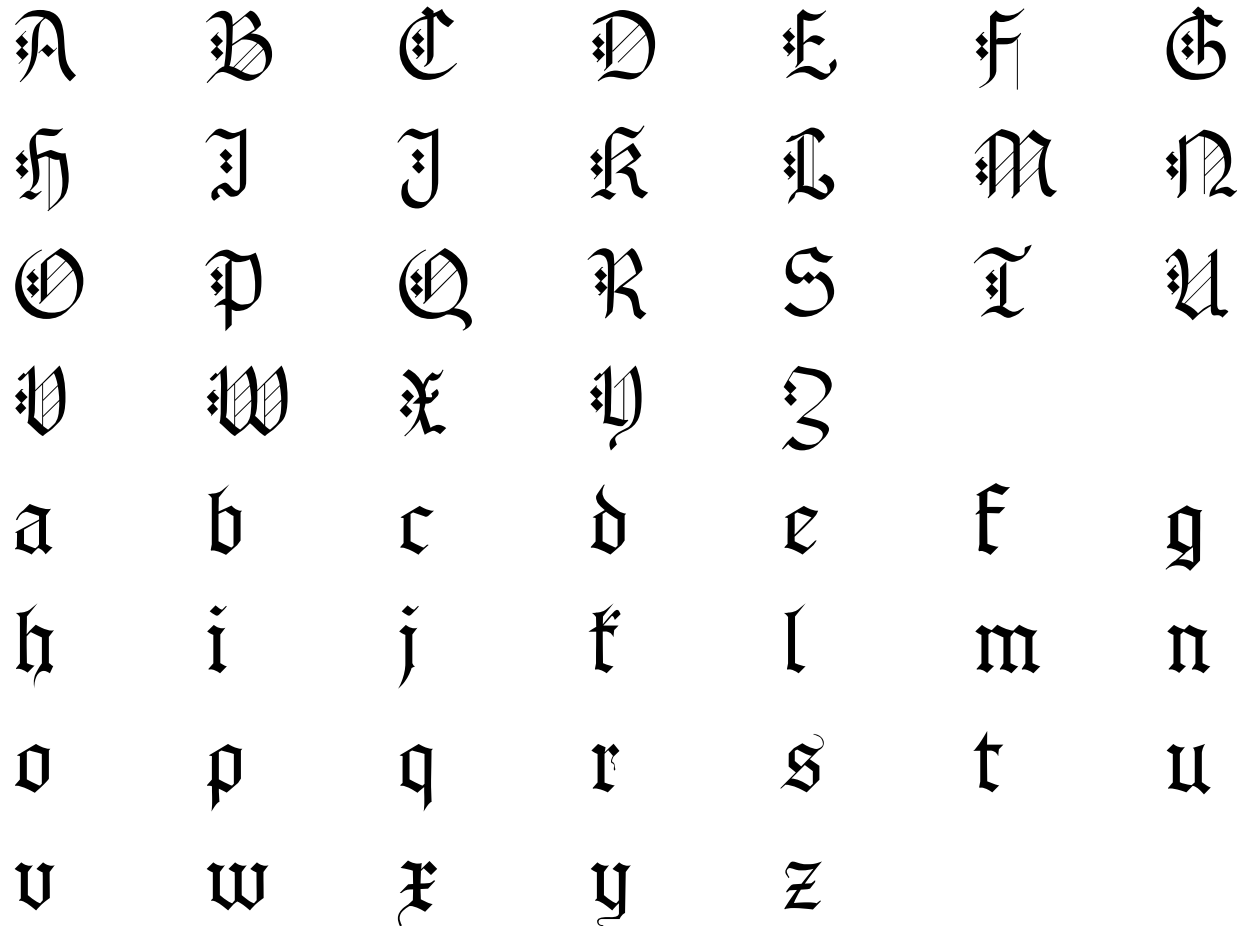 A B C D E F G
H I J K L M N
O P Q R S T U
V W X Y Z
a b c d e f g
h i j k l m n
o p q r s t u
v w x y z